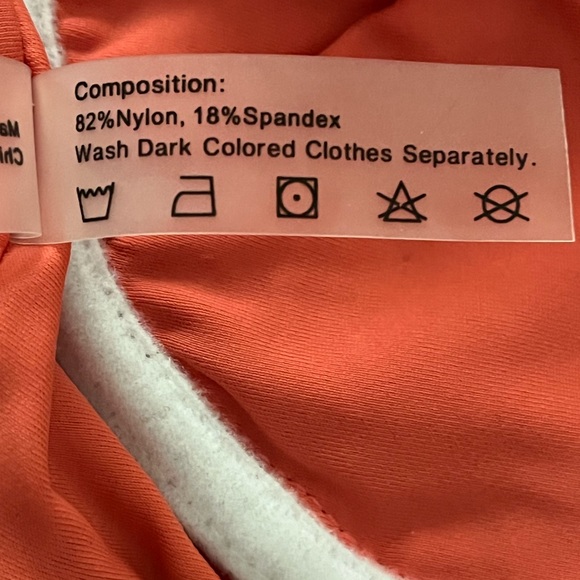 Composition:
82%Nylon, 18%Spandex
Wash Dark Colored Clothes Separately.